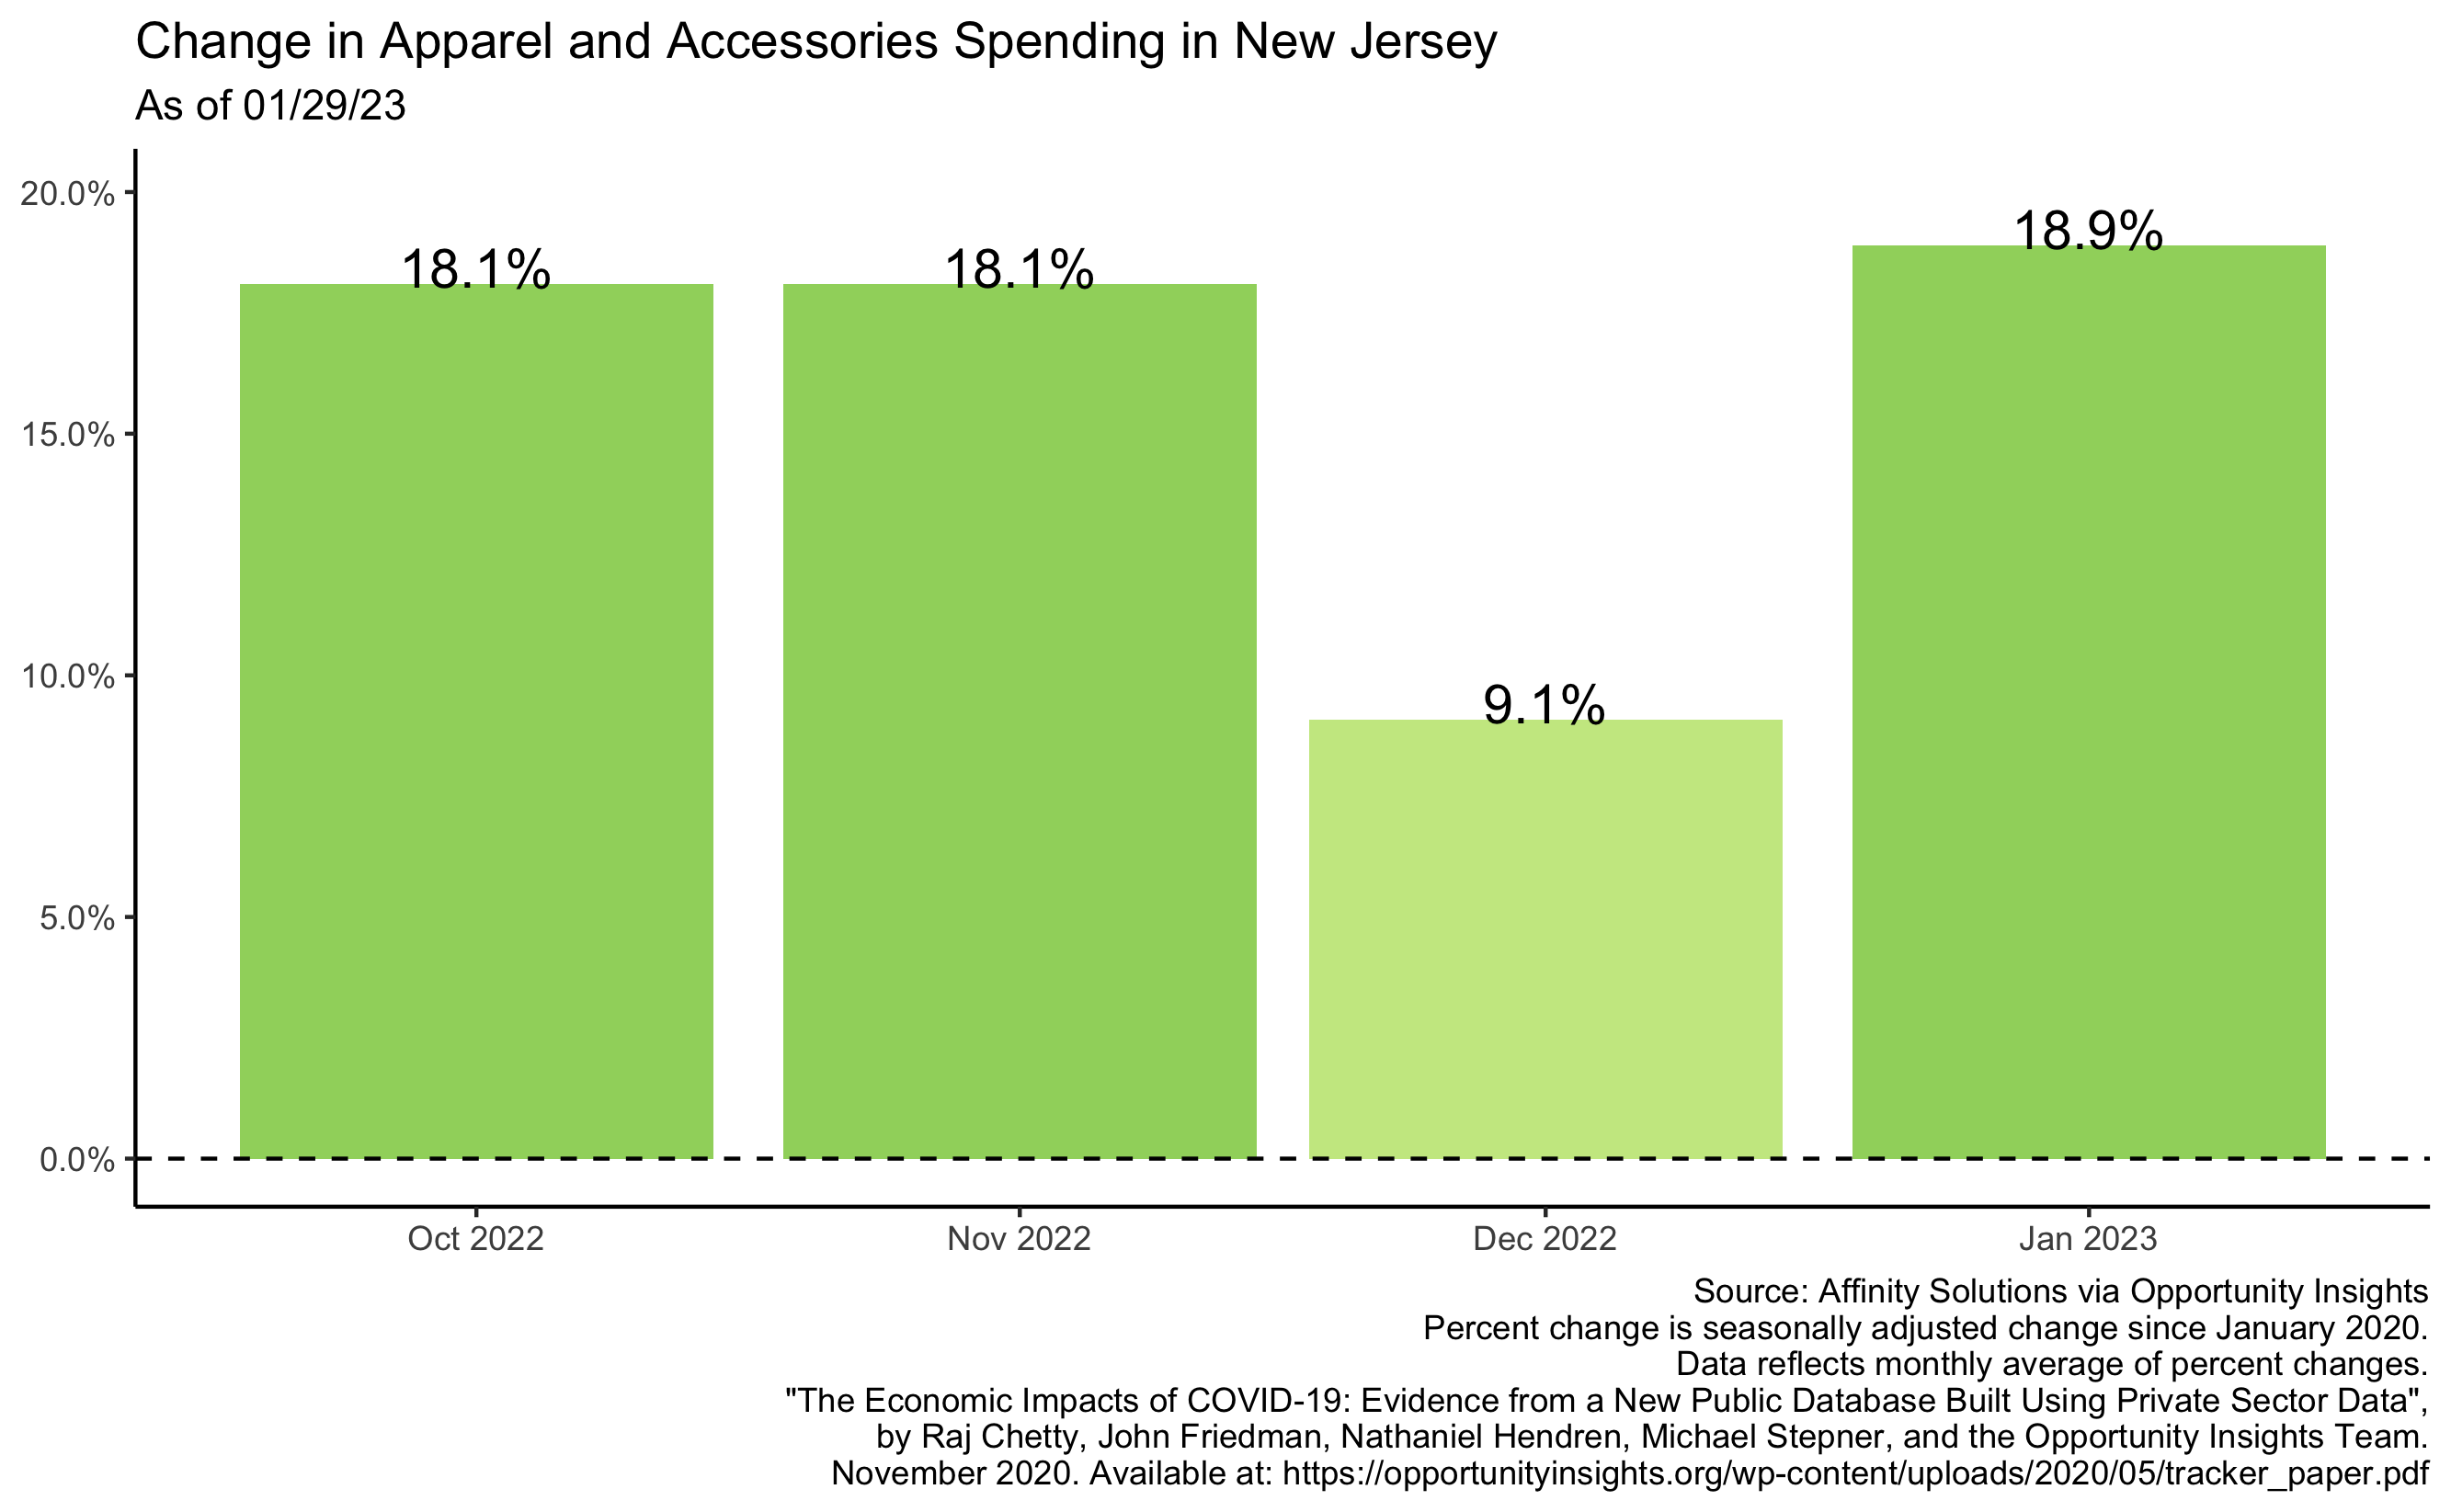 Change in Apparel and Accessories Spending in New Jersey
As of 01/29/23
20.0%
15.0%
10.0%
5.0%
0.0%
18.1%
18.1%
9.1%
18.9%
Oct 2022
Nov 2022
Dec 2022
Jan 2023
Source: Affinity Solutions via Opportunity Insights
Percent change is seasonally adjusted change since January 2020.
Data reflects monthly average of percent changes.
"The Economic Impacts of COVID-19: Evidence from a New Public Database Built Using Private Sector Data",
by Raj Chetty, John Friedman, Nathaniel Hendren, Michael Stepner, and the Opportunity Insights Team.
November 2020. Available at: https://opportunityinsights.org/wp-content/uploads/2020/05/tracker_paper.pdf